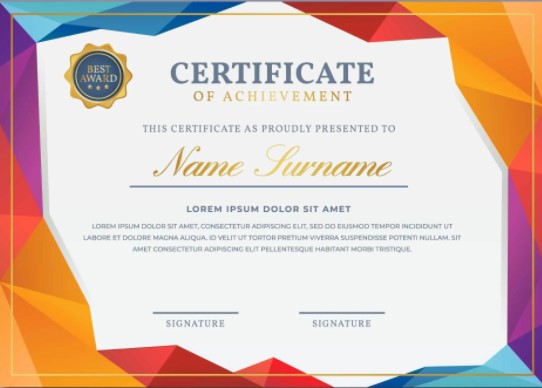 BEST
AWARD
CERTIFICATE
OF ACHIEVEMENT
THIS CERTIFICATE AS PROUDLY PRESENTED TO
Name Surname
LOREM IPSUM DOLOR SIT AMET
LOREM IPSUM DOLOR SIT AMET, CONSECTETUR ADIPISCING ELIT, SED DO EIUSMOD TEMPOR INCIDIDUNT UT
LABORE ET DOLORE MAGNA ALIQUA. ID VELIT UT TORTOR PRETIUM VIVERRA SUSPENDISSE POTENTI NULLAM. SIT
AMET CONSECTETUR ADIPISCING ELIT PELLENTESQUE HABITANT MORBI TRISTIQUE.
SIGNATURE SIGNATURE